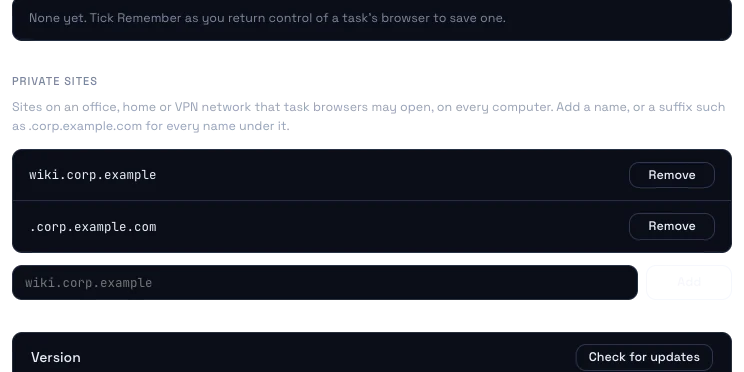 None yet. Tick Remember as you return control of a task's browser to save one.
PRIVATE SITES
Sites on an office, home or VPN network that task browsers may open, on every computer. Add a name, or a suffix such
as .corp.example.com for every name under it.
wiki.corp.example
Remove
.corp.example.com
Remove
wiki.corp.example
Add
Version
Check for updates